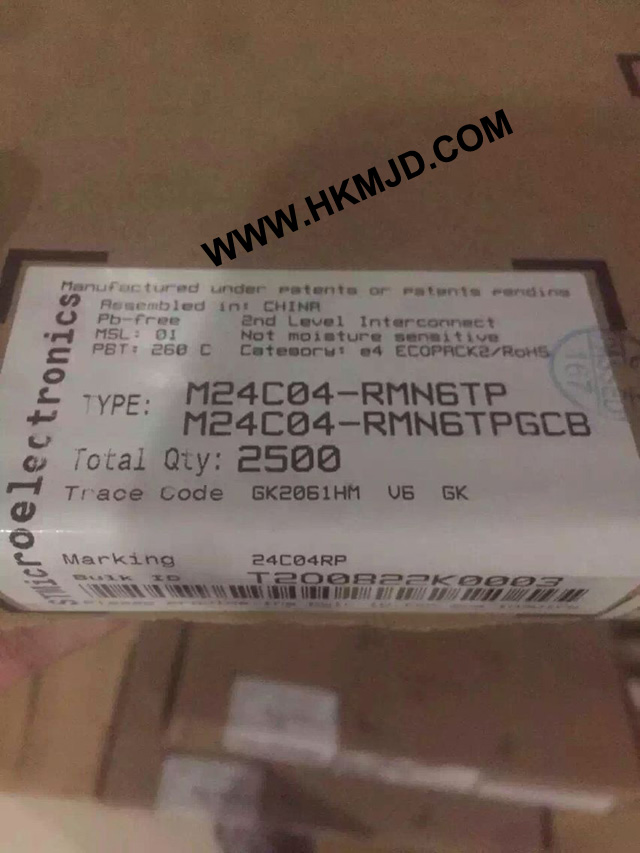 WWW.HKMJD.COM
STMicroelectronics
Manufactured under patents or patents pending
Assembled in: CHINA
Pb-free 2nd Level Interconnect
MSL: 01 Not moisture sensitive
PBT: 260 C Category: e4 ECOPACK2/RoHS
TYPE: M24C04-RMN6TP
M24C04-RMN6TPGCB
Total Qty: 2500
Trace Code GK2061HM V6 GK
Marking 24C04RP
Bulk ID T200822K0003
167